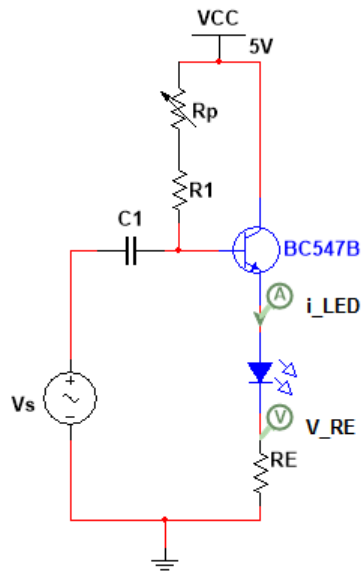 VCC
5V
Rp
R1
C1
BC547B
A
i_LED
Vs
V
V_RE
RE